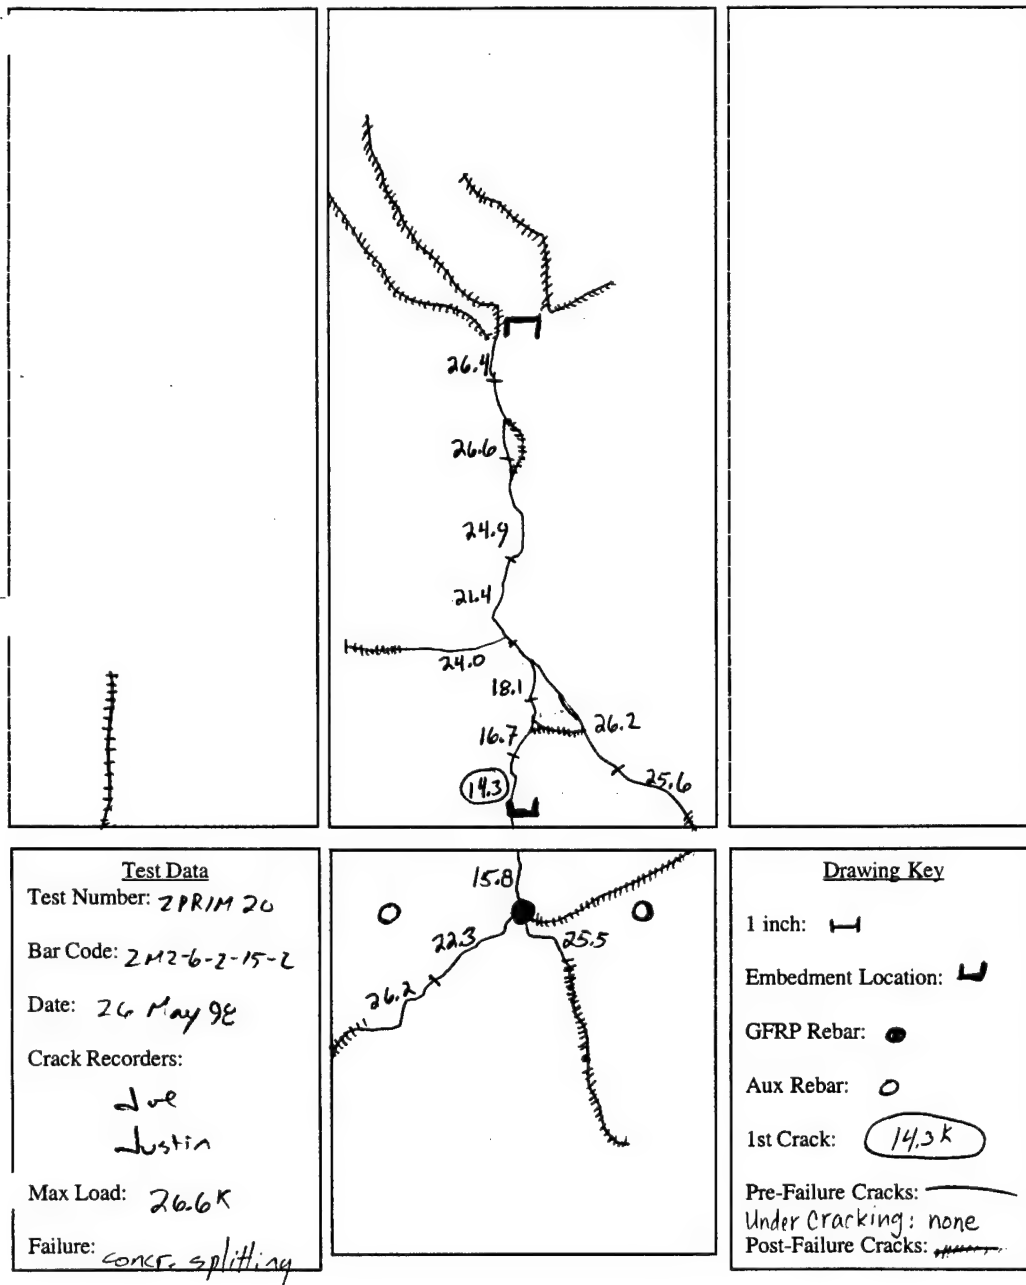 26.4
26.6
24.9
21.4
24.0
18.1
26.2
16.7
14.3
25.6
15.8
22.3
25.5
26.2
Test Data
Test Number: 2PRIM 20
Bar Code: 2M2-6-2-15-2
Date: 26 May 98
Crack Recorders:
Joe
Justin
Max Load: 26.6 K
Failure: concr. splitting
Drawing Key
1 inch:
Embedment Location:
GFRP Rebar:
Aux Rebar:
1st Crack: 14.3 K
Pre-Failure Cracks:
Under Cracking: none
Post-Failure Cracks: